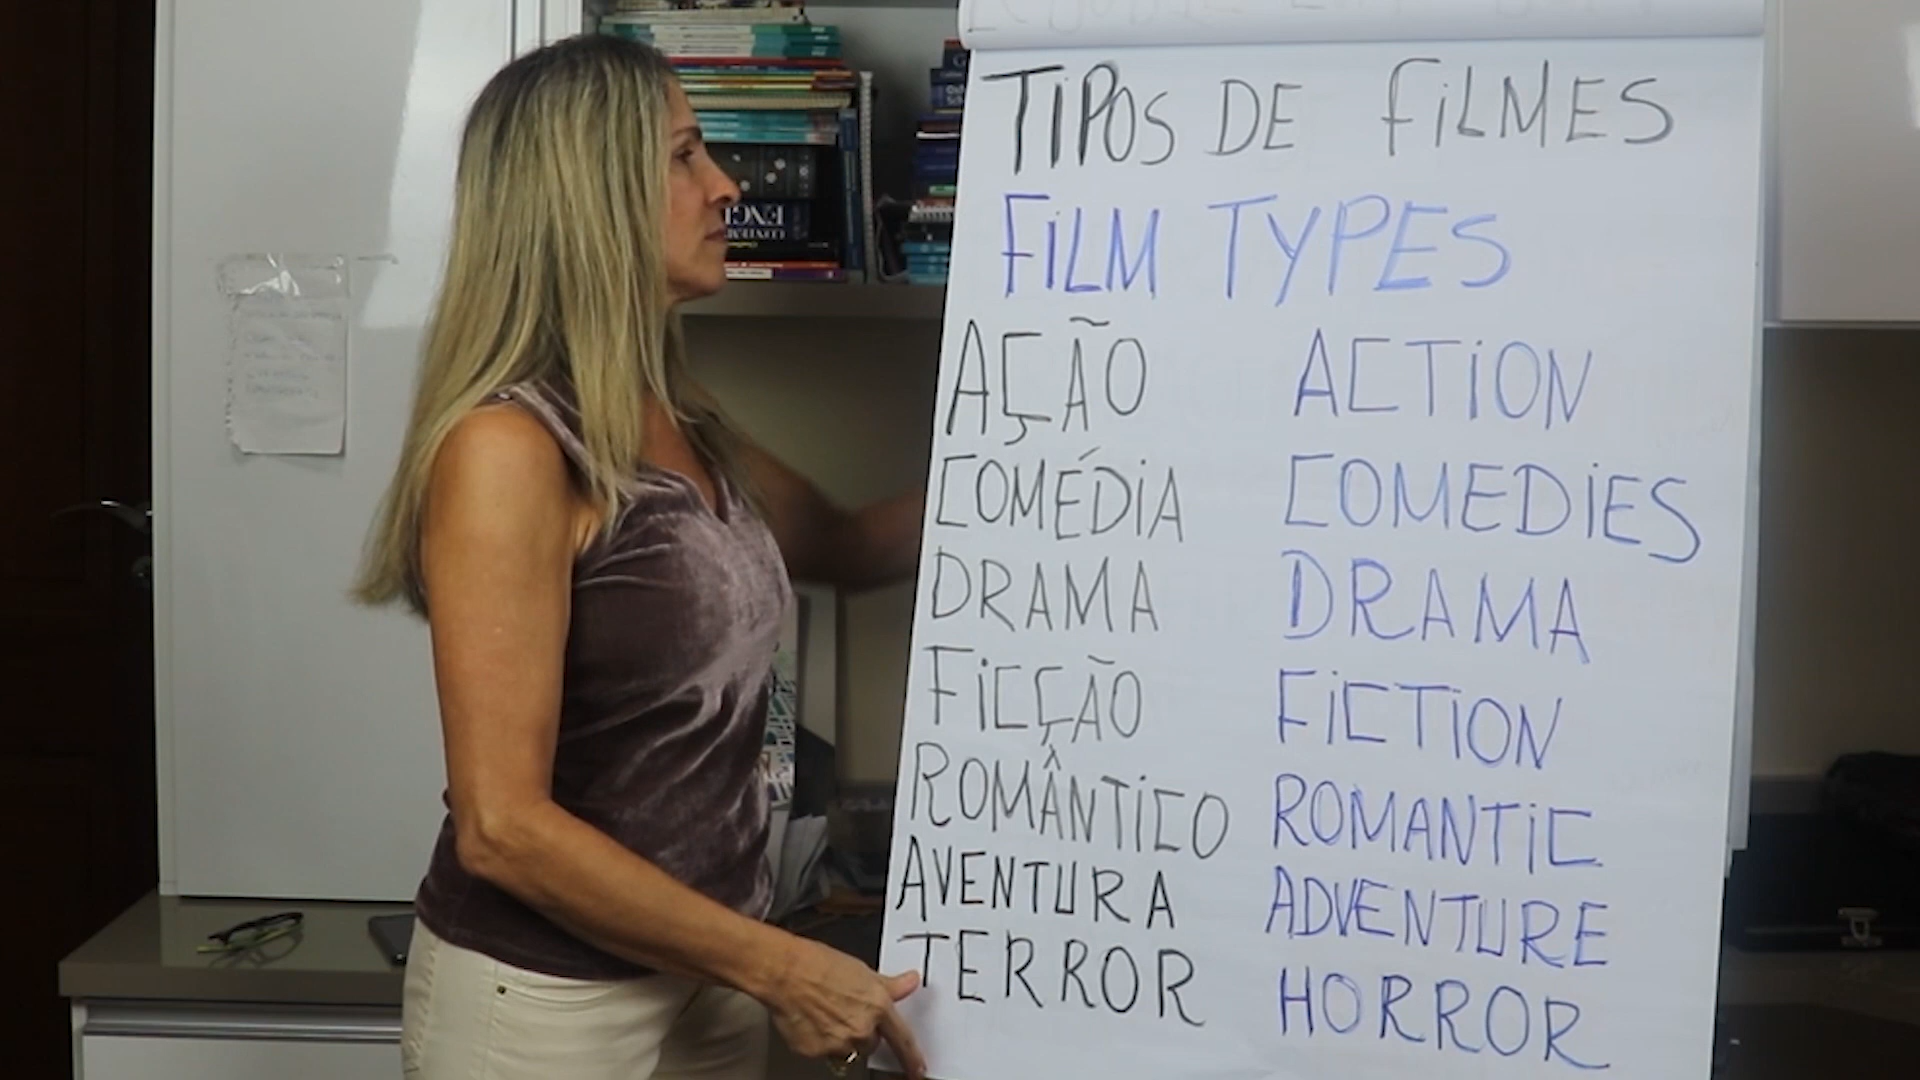 TIPOS DE FILMES
FILM TYPES
AÇÃO ACTION
COMÉDIA COMEDIES
DRAMA DRAMA
FICÇÃO FICTION
ROMÂNTICO ROMANTIC
AVENTURA ADVENTURE
TERROR HORROR